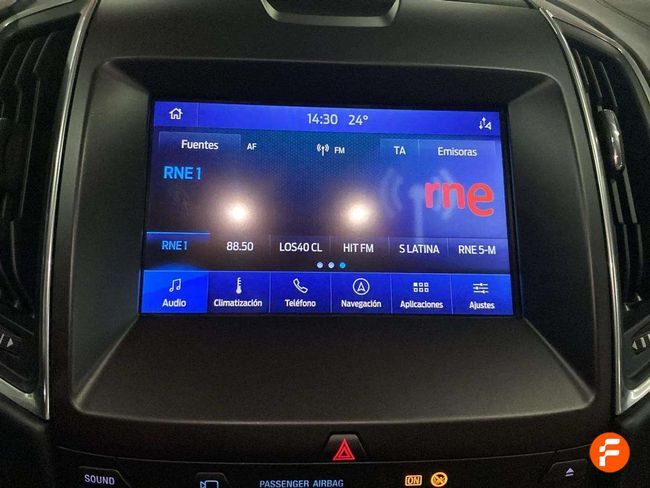 14:30 24°
Fuentes AF FM TA Emisoras
RNE 1
rne
RNE 1 88.50 LOS40 CL HIT FM S LATINA RNE 5-M
Audio Climatización Teléfono Navegación Aplicaciones Ajustes
SOUND PASSENGER AIRBAG ON